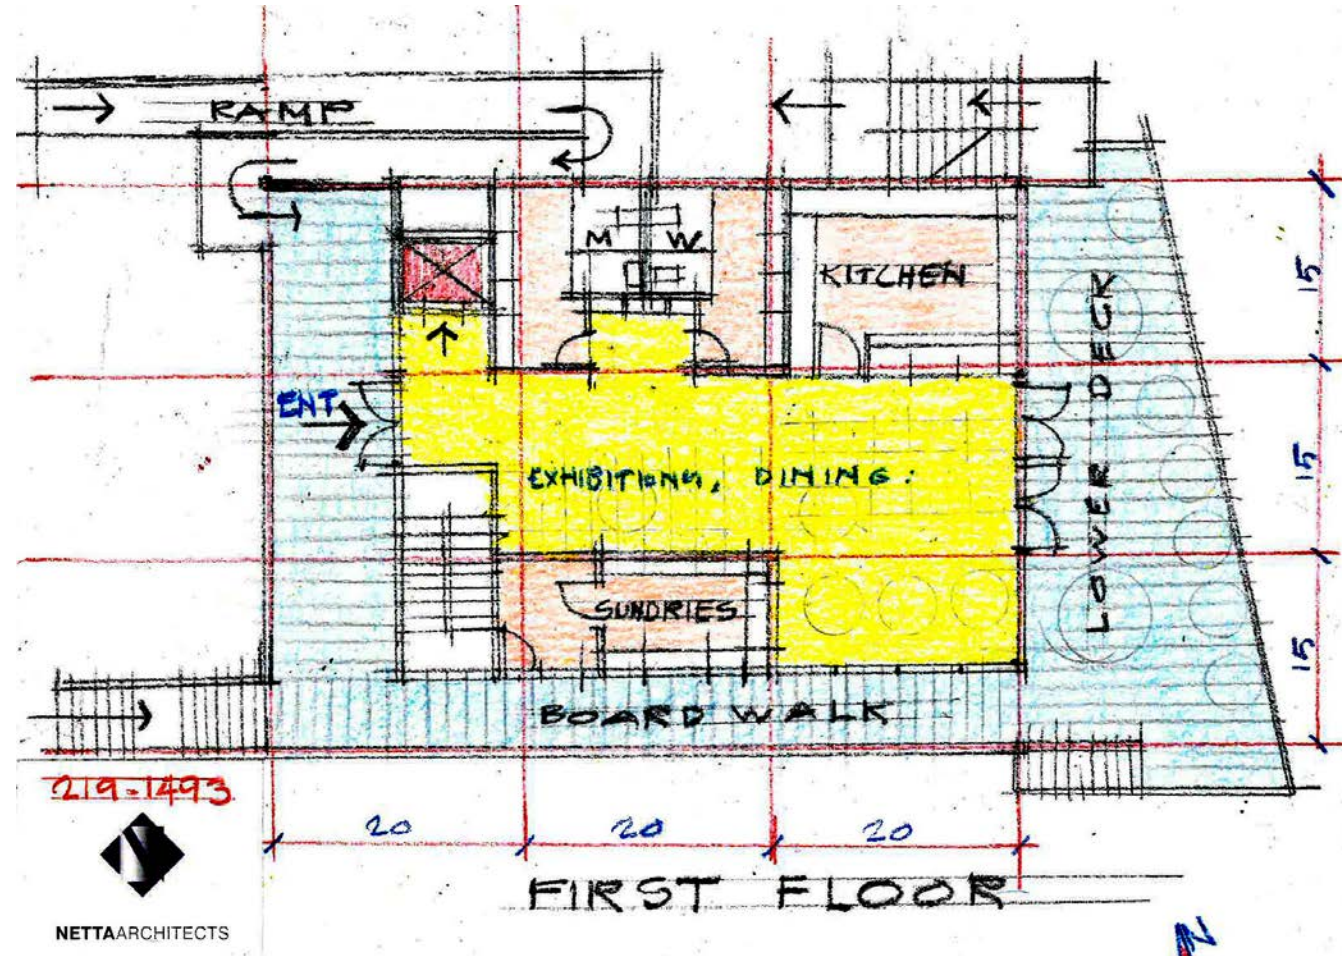 RAMP
M W
KITCHEN
15
ENT.
EXHIBITIONS, DINING.
15
LOWER DECK
SUNDRIES
15
BOARD WALK
219-1493
20 20 20
FIRST FLOOR
NETTAARCHITECTS
N